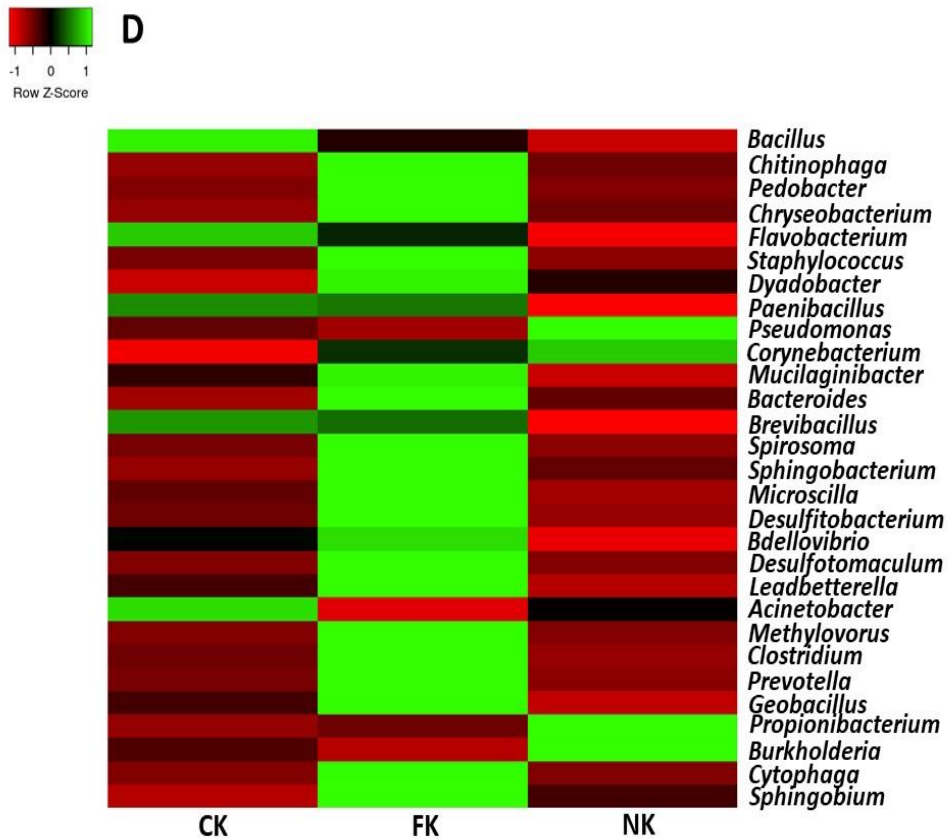 D
-1 0 1
Row Z-Score
Bacillus
Chitinophaga
Pedobacter
Chryseobacterium
Flavobacterium
Staphylococcus
Dyadobacter
Paenibacillus
Pseudomonas
Corynebacterium
Mucilaginibacter
Bacteroides
Brevibacillus
Spirosoma
Sphingobacterium
Microscilla
Desulfitobacterium
Bdellovibrio
Desulfotomaculum
Leadbetterella
Acinetobacter
Methylovorus
Clostridium
Prevotella
Geobacillus
Propionibacterium
Burkholderia
Cytophaga
Sphingobium
CK FK NK